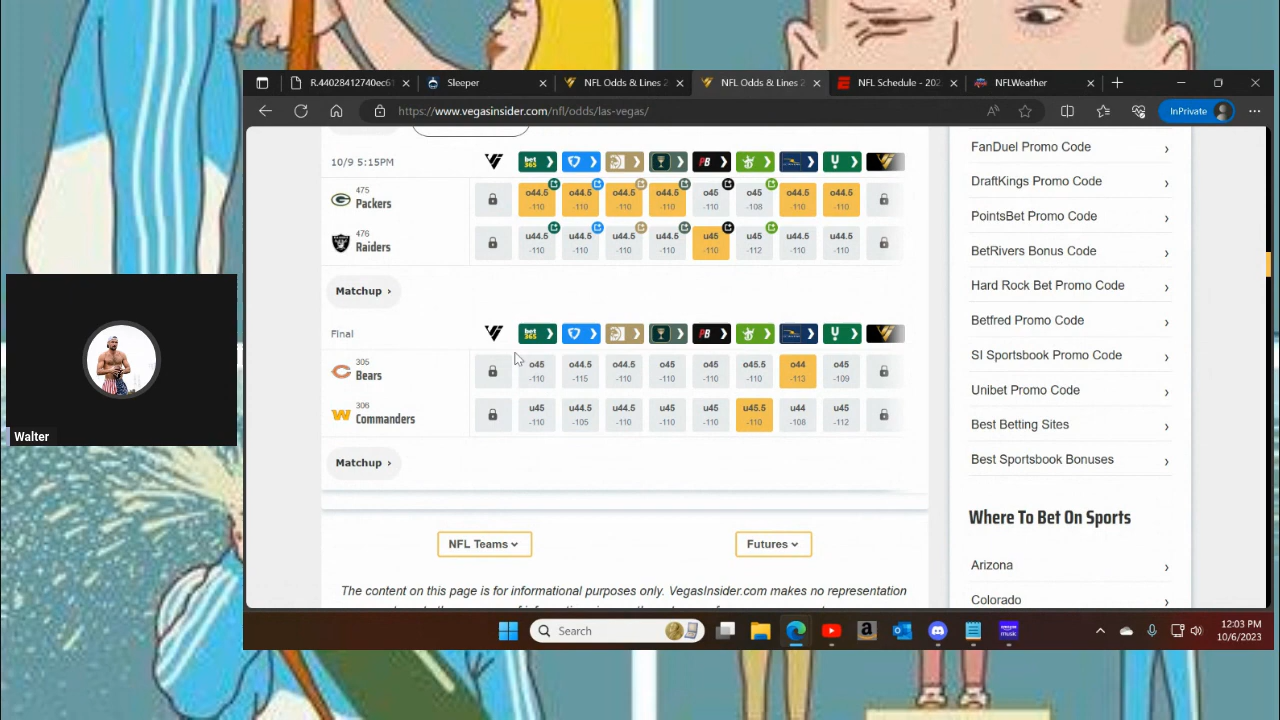 R.44028412740ec61
Sleeper
NFL Odds & Lines 2
NFL Odds & Lines 2
NFL Schedule - 202
NFLWeather
https://www.vegasinsider.com/nfl/odds/las-vegas/
InPrivate
10/9 5:15PM
bet365
PB
475
Packers
o44.5 o44.5 o44.5 o44.5 o45 o45 o44.5 o44.5
-110 -110 -110 -110 -110 -108 -110 -110
476
Raiders
u44.5 u44.5 u44.5 u44.5 u45 u45 u44.5 u44.5
-110 -110 -110 -110 -110 -112 -110 -110
Matchup
Final
bet365
PB
305
Bears
o45 o44.5 o44.5 o45 o45 o45.5 o44 o45
-110 -115 -110 -110 -110 -110 -112 -109
306
Commanders
u45 u44.5 u44.5 u45 u45 u45.5 u44 u45
-110 -105 -110 -110 -110 -110 -108 -112
Matchup
NFL Teams
Futures
The content on this page is for informational purposes only. VegasInsider.com makes no representation
FanDuel Promo Code
DraftKings Promo Code
PointsBet Promo Code
BetRivers Bonus Code
Hard Rock Bet Promo Code
Betfred Promo Code
SI Sportsbook Promo Code
Unibet Promo Code
Best Betting Sites
Best Sportsbook Bonuses
Where To Bet On Sports
Arizona
Colorado
Walter
Search
12:03 PM
10/6/2023